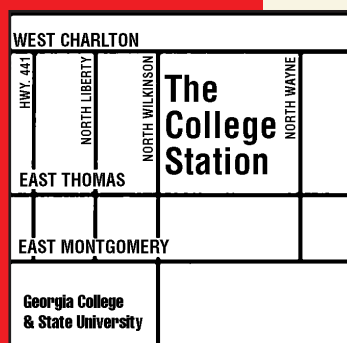 WEST CHARLTON
HWY. 441
NORTH LIBERTY
NORTH WILKINSON
The
College
Station
NORTH WAYNE
EAST THOMAS
EAST MONTGOMERY
Georgia College
& State University